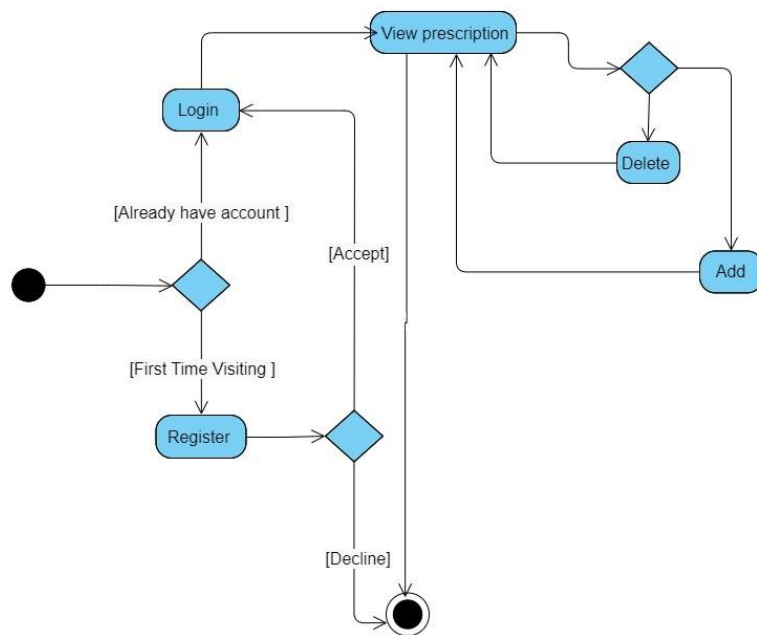 View prescription
Login
Delete
[Already have account ]
[Accept]
Add
[First Time Visiting ]
Register
[Decline]